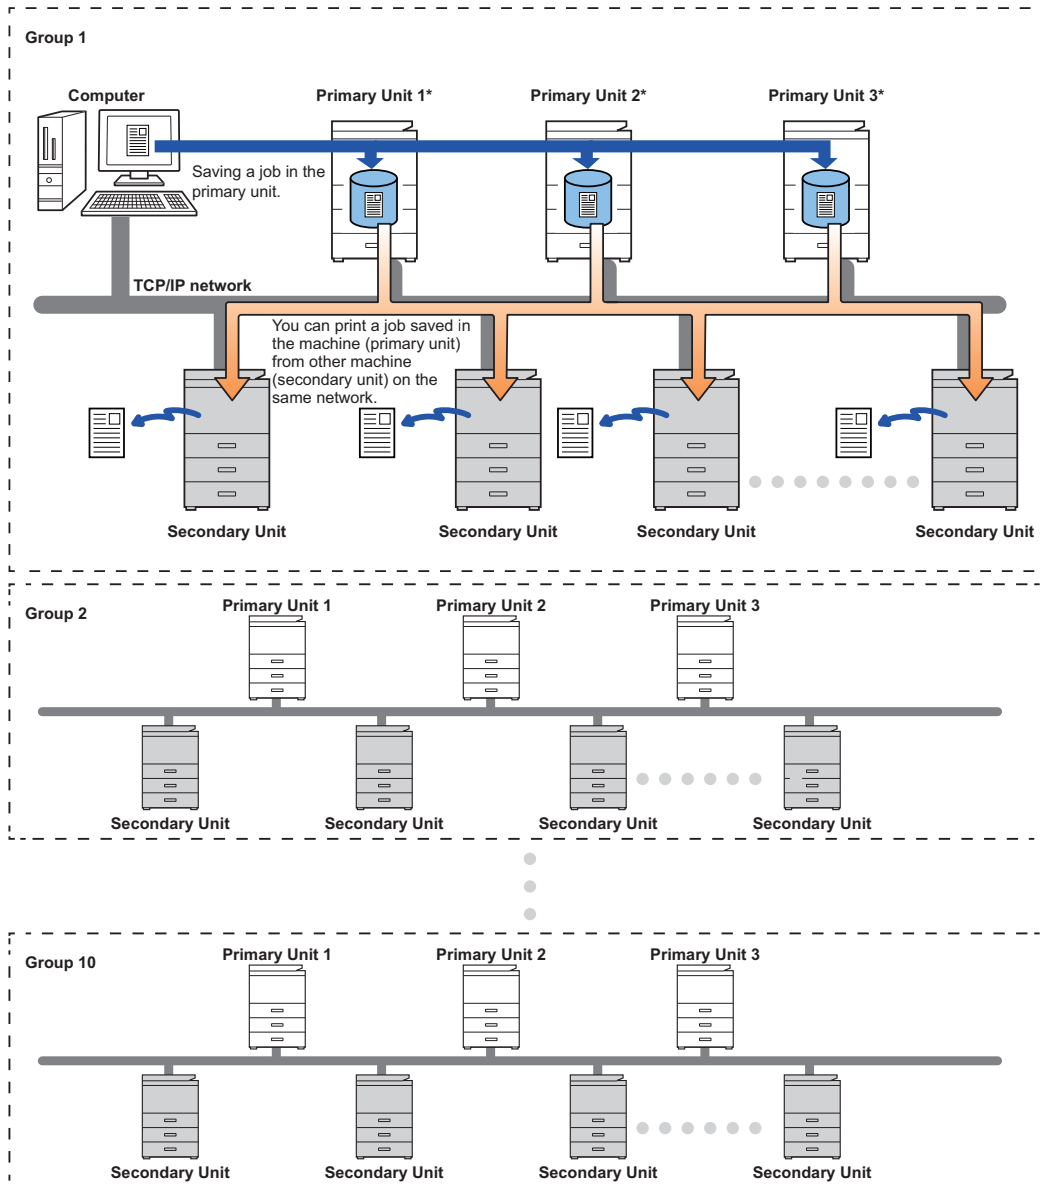 Group 1
Computer
Primary Unit 1*
Primary Unit 2*
Primary Unit 3*
Saving a job in the
primary unit.
TCP/IP network
You can print a job saved in
the machine (primary unit)
from other machine
(secondary unit) on the
same network.
Secondary Unit
Secondary Unit
Secondary Unit
Secondary Unit
Group 2
Primary Unit 1
Primary Unit 2
Primary Unit 3
Secondary Unit
Secondary Unit
Secondary Unit
Secondary Unit
Group 10
Primary Unit 1
Primary Unit 2
Primary Unit 3
Secondary Unit
Secondary Unit
Secondary Unit
Secondary Unit